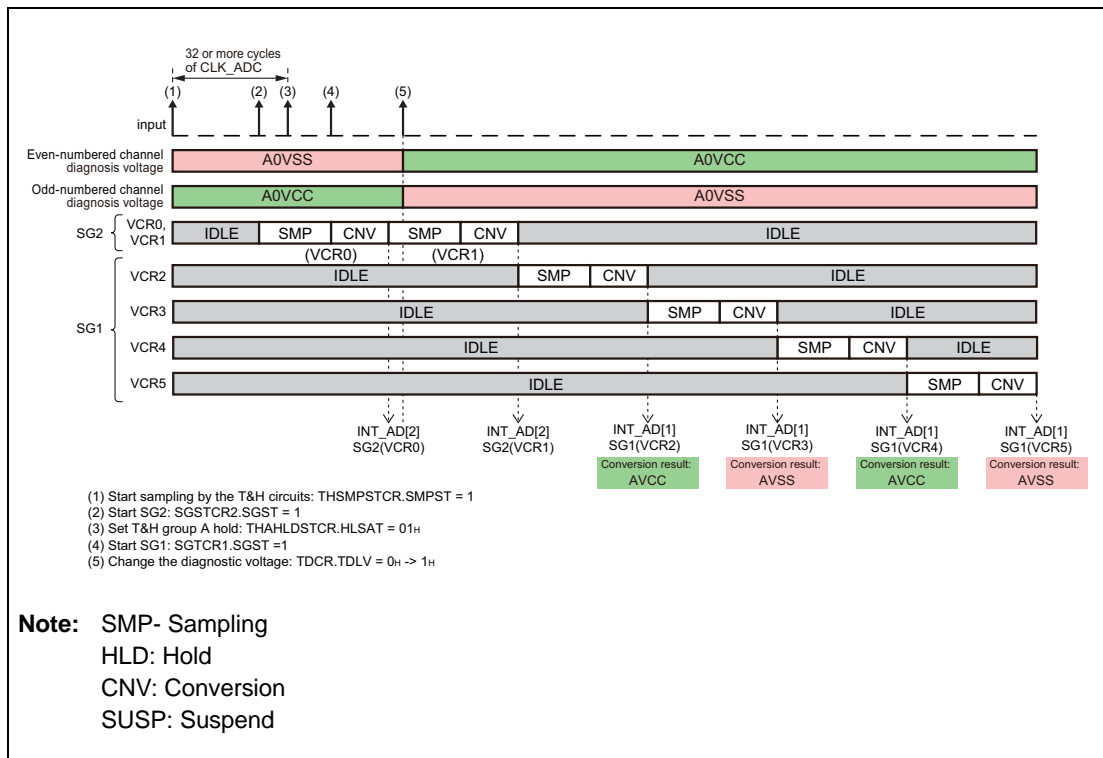 32 or more cycles
of CLK_ADC
(1) (2) (3) (4) (5)
input
Even-numbered channel
diagnosis voltage
A0VSS A0VCC
Odd-numbered channel
diagnosis voltage
A0VCC A0VSS
SG2 VCR0,
VCR1
IDLE SMP CNV SMP CNV IDLE
(VCR0) (VCR1)
SG1
VCR2 IDLE SMP CNV IDLE
VCR3 IDLE SMP CNV IDLE
VCR4 IDLE SMP CNV IDLE
VCR5 IDLE SMP CNV
INT_AD[2] INT_AD[2] INT_AD[1] INT_AD[1] INT_AD[1] INT_AD[1]
SG2(VCR0) SG2(VCR1) SG1(VCR2) SG1(VCR3) SG1(VCR4) SG1(VCR5)
Conversion result: Conversion result: Conversion result: Conversion result:
AVCC AVSS AVCC AVSS
(1) Start sampling by the T&H circuits: THSMPSTCR.SMPST = 1
(2) Start SG2: SGSTCR2.SGST = 1
(3) Set T&H group A hold: THAHLDSTCR.HLSAT = 01H
(4) Start SG1: SGTCR1.SGST =1
(5) Change the diagnostic voltage: TDCR.TDLV = 0H -> 1H
Note: SMP- Sampling
HLD: Hold
CNV: Conversion
SUSP: Suspend